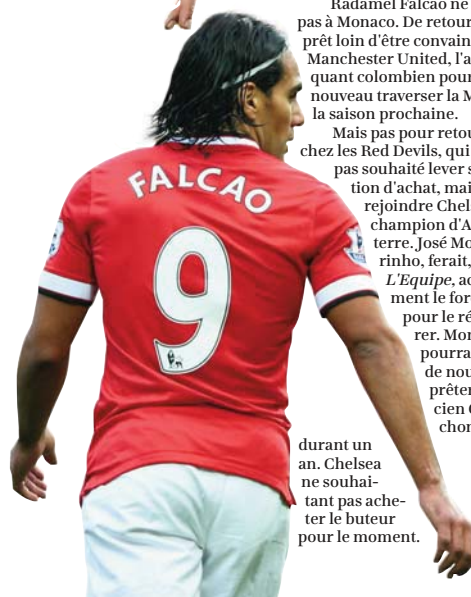 Radamel Falcao ne
pas à Monaco. De retour
prêt loin d'être convain
Manchester United, l'a
quant colombien pour
nouveau traverser la M
la saison prochaine.
Mais pas pour retou
chez les Red Devils, qui
pas souhaité lever s
tion d'achat, mai
rejoindre Chels
champion d'A
terre. José Mo
rinho, ferait,
L'Equipe, ac
ment le for
pour le ré
rer. Mon
pourra
de nou
prêter
cien C
chon
durant un
an. Chelsea
ne souhai-
tant pas ache-
ter le buteur
pour le moment.
FALCAO
9